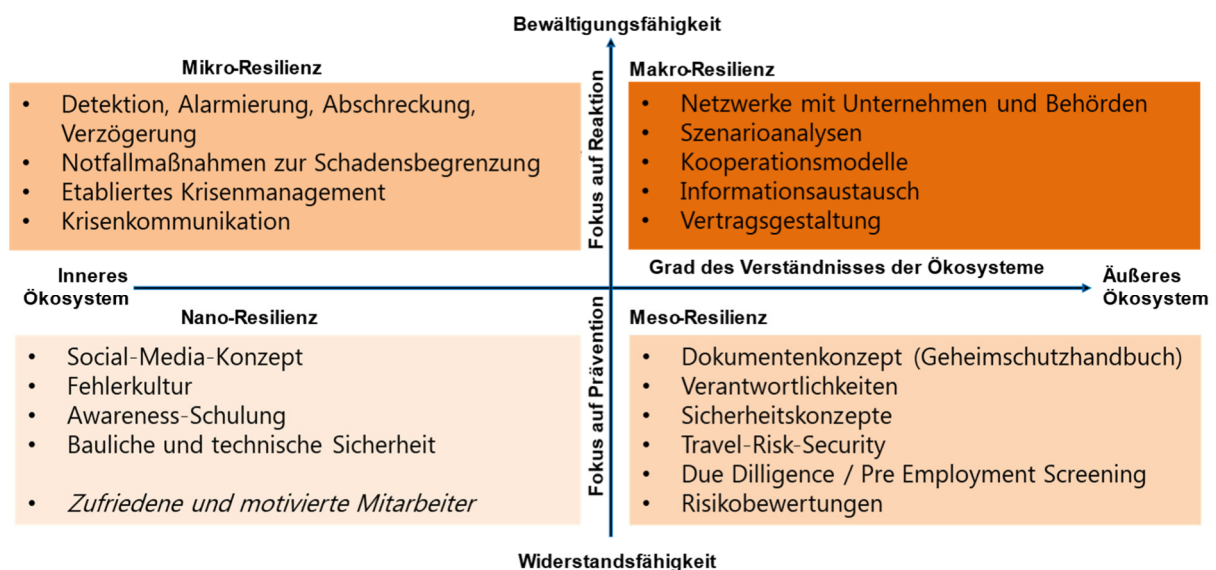 Bewältigungsfähigkeit
Mikro-Resilienz
• Detektion, Alarmierung, Abschreckung,
Verzögerung
• Notfallmaßnahmen zur Schadensbegrenzung
• Etabliertes Krisenmanagement
• Krisenkommunikation
Fokus auf Reaktion
Makro-Resilienz
• Netzwerke mit Unternehmen und Behörden
• Szenarioanalysen
• Kooperationsmodelle
• Informationsaustausch
• Vertragsgestaltung
Inneres
Ökosystem
Grad des Verständnisses der Ökosysteme
Äußeres
Ökosystem
Nano-Resilienz
• Social-Media-Konzept
• Fehlerkultur
• Awareness-Schulung
• Bauliche und technische Sicherheit
• Zufriedene und motivierte Mitarbeiter
Fokus auf Prävention
Meso-Resilienz
• Dokumentenkonzept (Geheimschutzhandbuch)
• Verantwortlichkeiten
• Sicherheitskonzepte
• Travel-Risk-Security
• Due Dilligence / Pre Employment Screening
• Risikobewertungen
Widerstandsfähigkeit